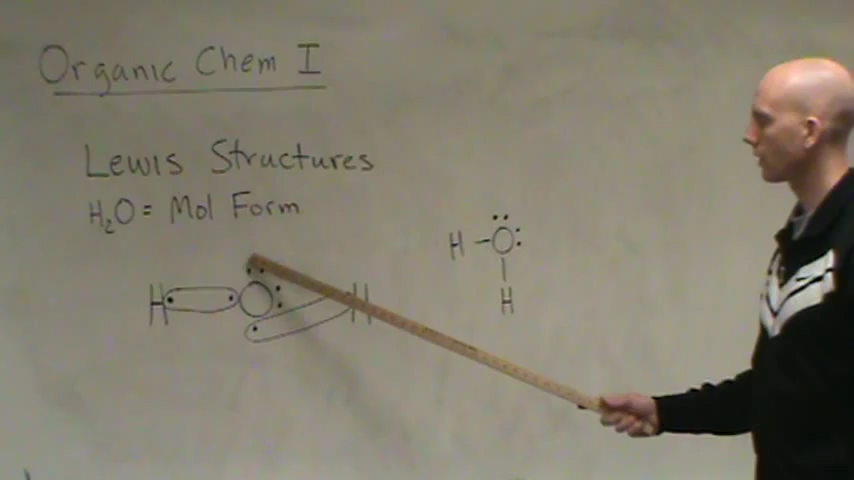 Organic Chem I
Lewis Structures
H₂O = Mol Form
H O H
H - O
H